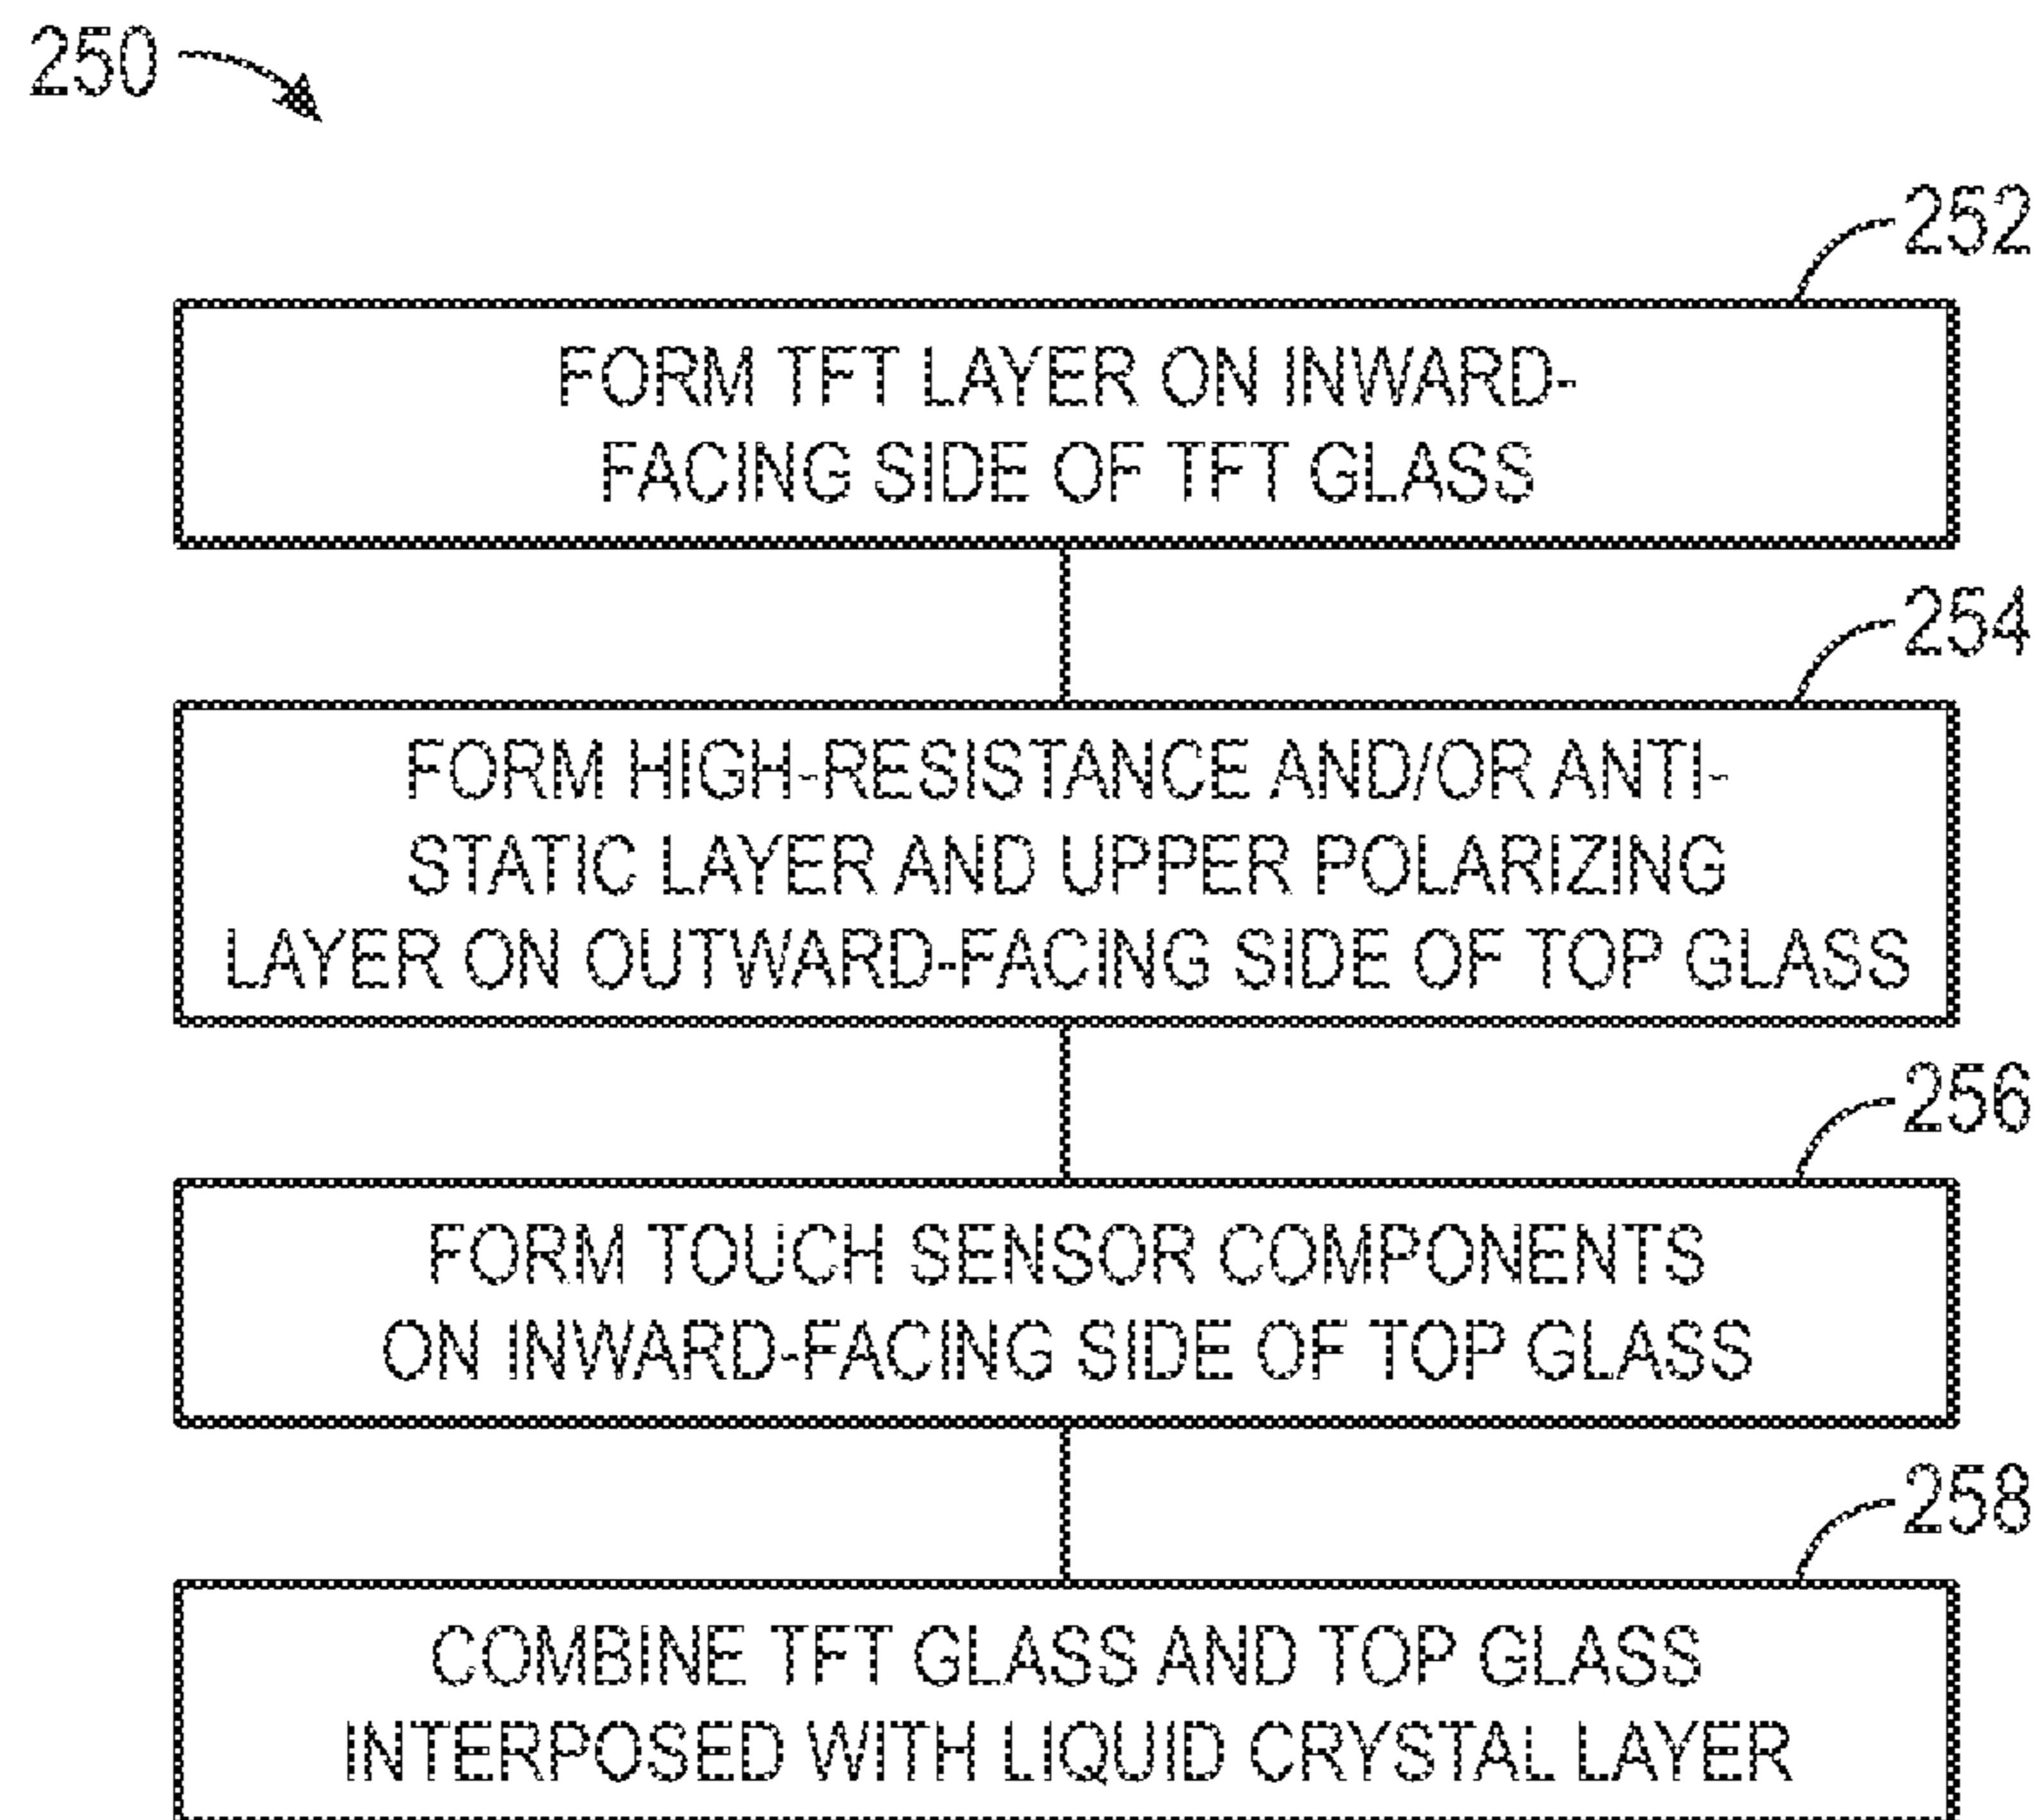 250
252
FORM TFT LAYER ON INWARD-
FACING SIDE OF TFT GLASS
254
FORM HIGH-RESISTANCE AND/OR ANTI-
STATIC LAYER AND UPPER POLARIZING
LAYER ON OUTWARD-FACING SIDE OF TOP GLASS
256
FORM TOUCH SENSOR COMPONENTS
ON INWARD-FACING SIDE OF TOP GLASS
258
COMBINE TFT GLASS AND TOP GLASS
INTERPOSED WITH LIQUID CRYSTAL LAYER